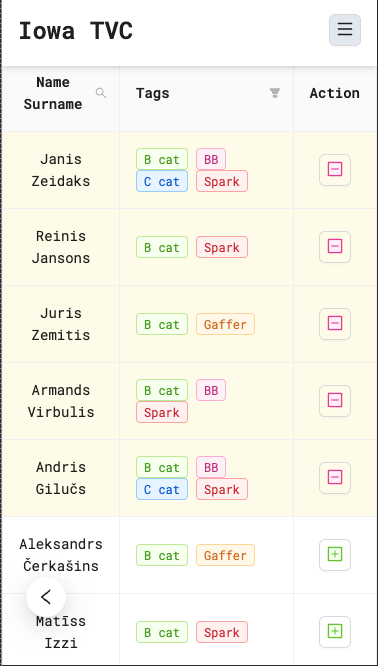 Iowa TVC
Name
Surname
Tags
Action
Janis
Zeidaks
B cat BB
C cat Spark
Reinis
Jansons
B cat Spark
Juris
Zemitis
B cat Gaffer
Armands
Virbulis
B cat BB
Spark
Andris
Gilučs
B cat BB
C cat Spark
Aleksandrs
Čerkašins
B cat Gaffer
Matīss
Izzi
B cat Spark